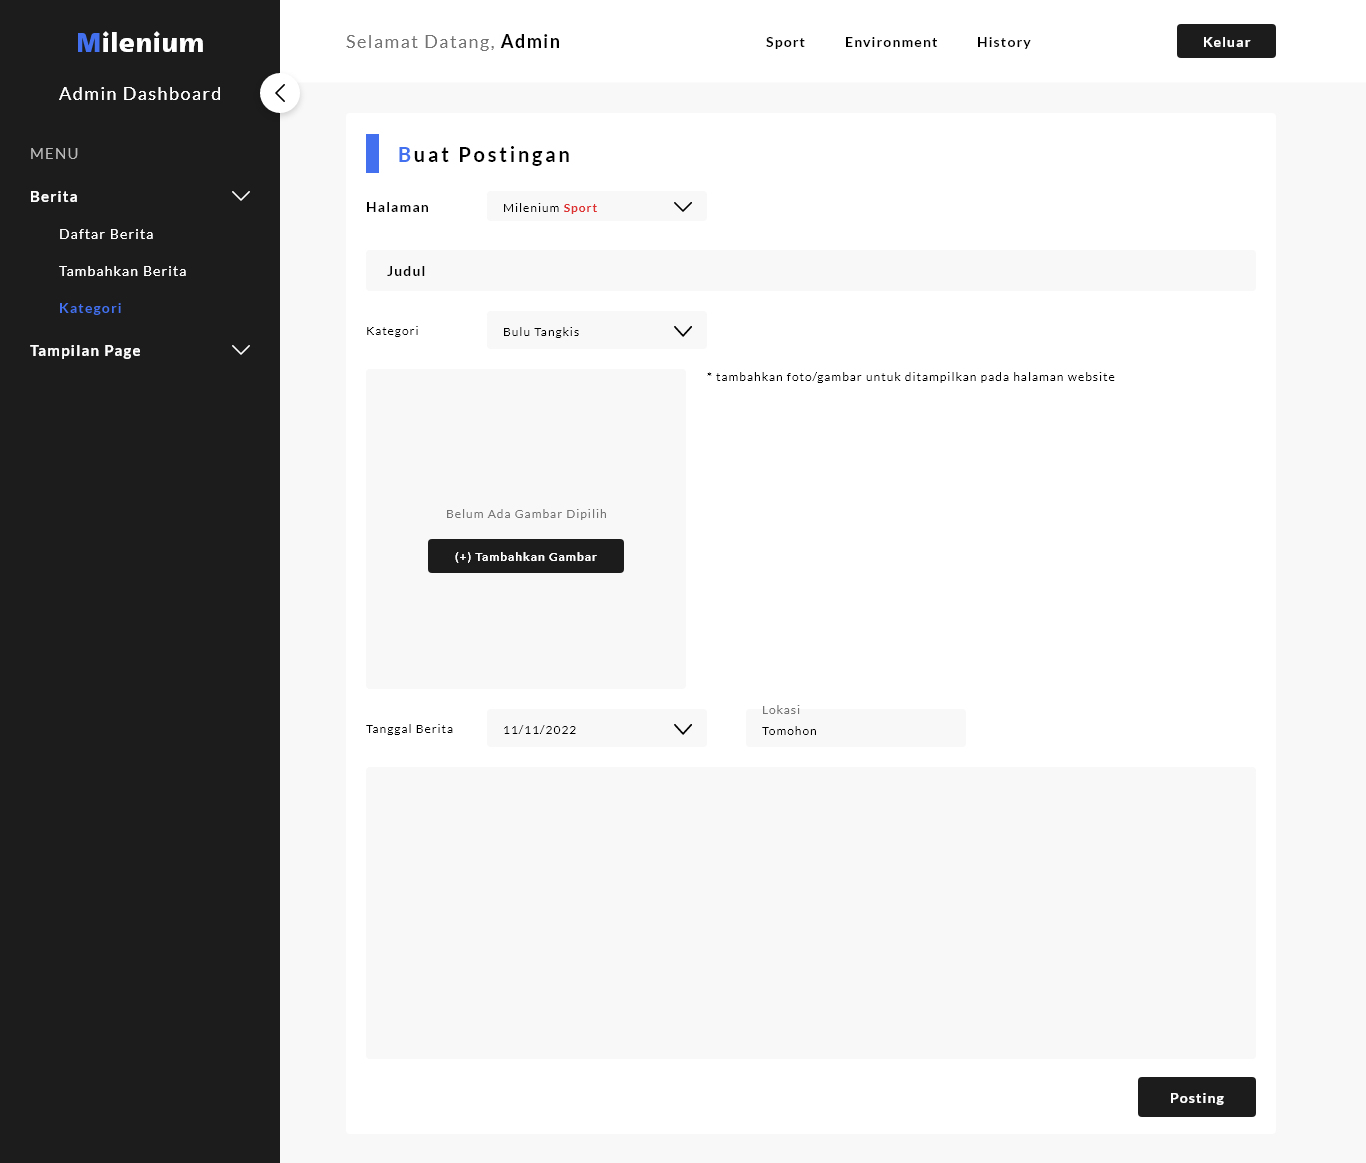 Milenium
Admin Dashboard
MENU
Berita
Daftar Berita
Tambahkan Berita
Kategori
Tampilan Page
Selamat Datang, Admin
Sport
Environment
History
Keluar
Buat Postingan
Halaman
Milenium Sport
Judul
Kategori
Bulu Tangkis
* tambahkan foto/gambar untuk ditampilkan pada halaman website
Belum Ada Gambar Dipilih
(+) Tambahkan Gambar
Tanggal Berita
11/11/2022
Lokasi
Tomohon
Posting